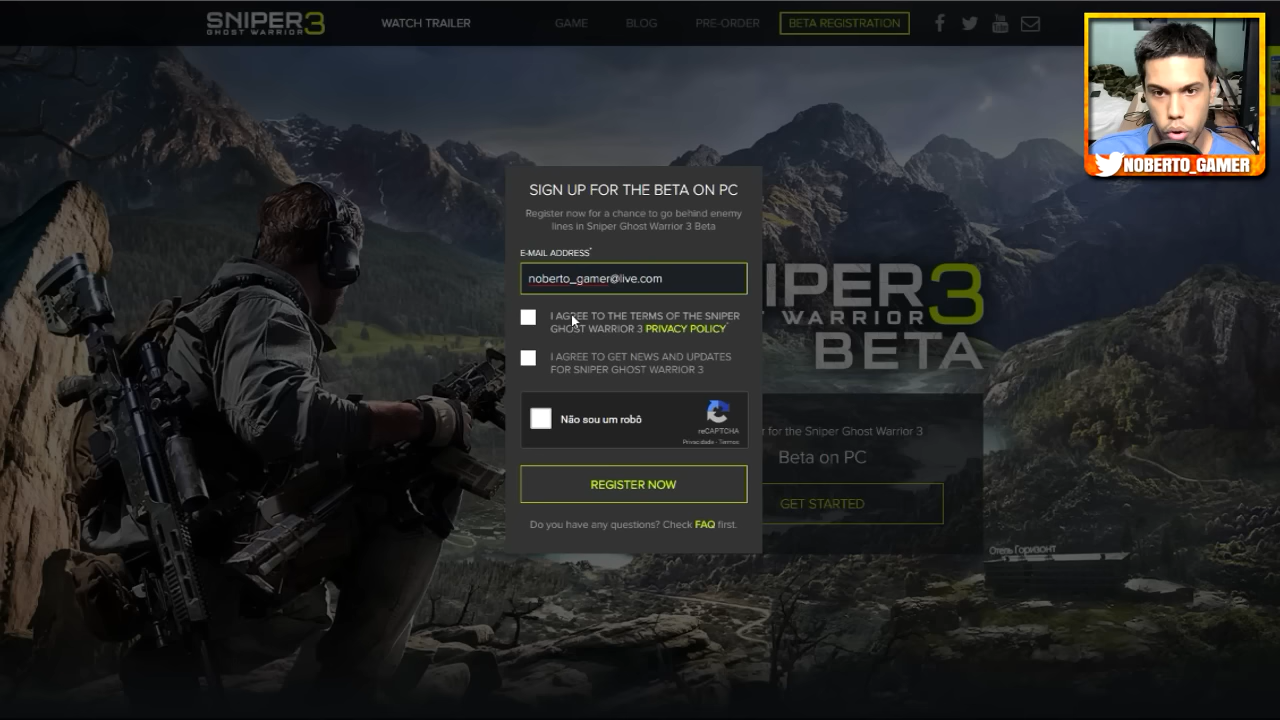 SNIPER 3
GHOST WARRIOR
WATCH TRAILER
GAME
BLOG
PRE-ORDER
BETA REGISTRATION
NOBERTO_GAMER
SIGN UP FOR THE BETA ON PC
Register now for a chance to go behind enemy
lines in Sniper Ghost Warrior 3 Beta
E-MAIL ADDRESS*
noberto_gamer@live.com
I AGREE TO THE TERMS OF THE SNIPER
GHOST WARRIOR 3 PRIVACY POLICY*
I AGREE TO GET NEWS AND UPDATES
FOR SNIPER GHOST WARRIOR 3
Não sou um robô
reCAPTCHA
Privacidade - Termos
REGISTER NOW
Do you have any questions? Check FAQ first.
IPER 3
WARRIOR
BETA
for the Sniper Ghost Warrior 3
Beta on PC
GET STARTED
Отель Горизонт